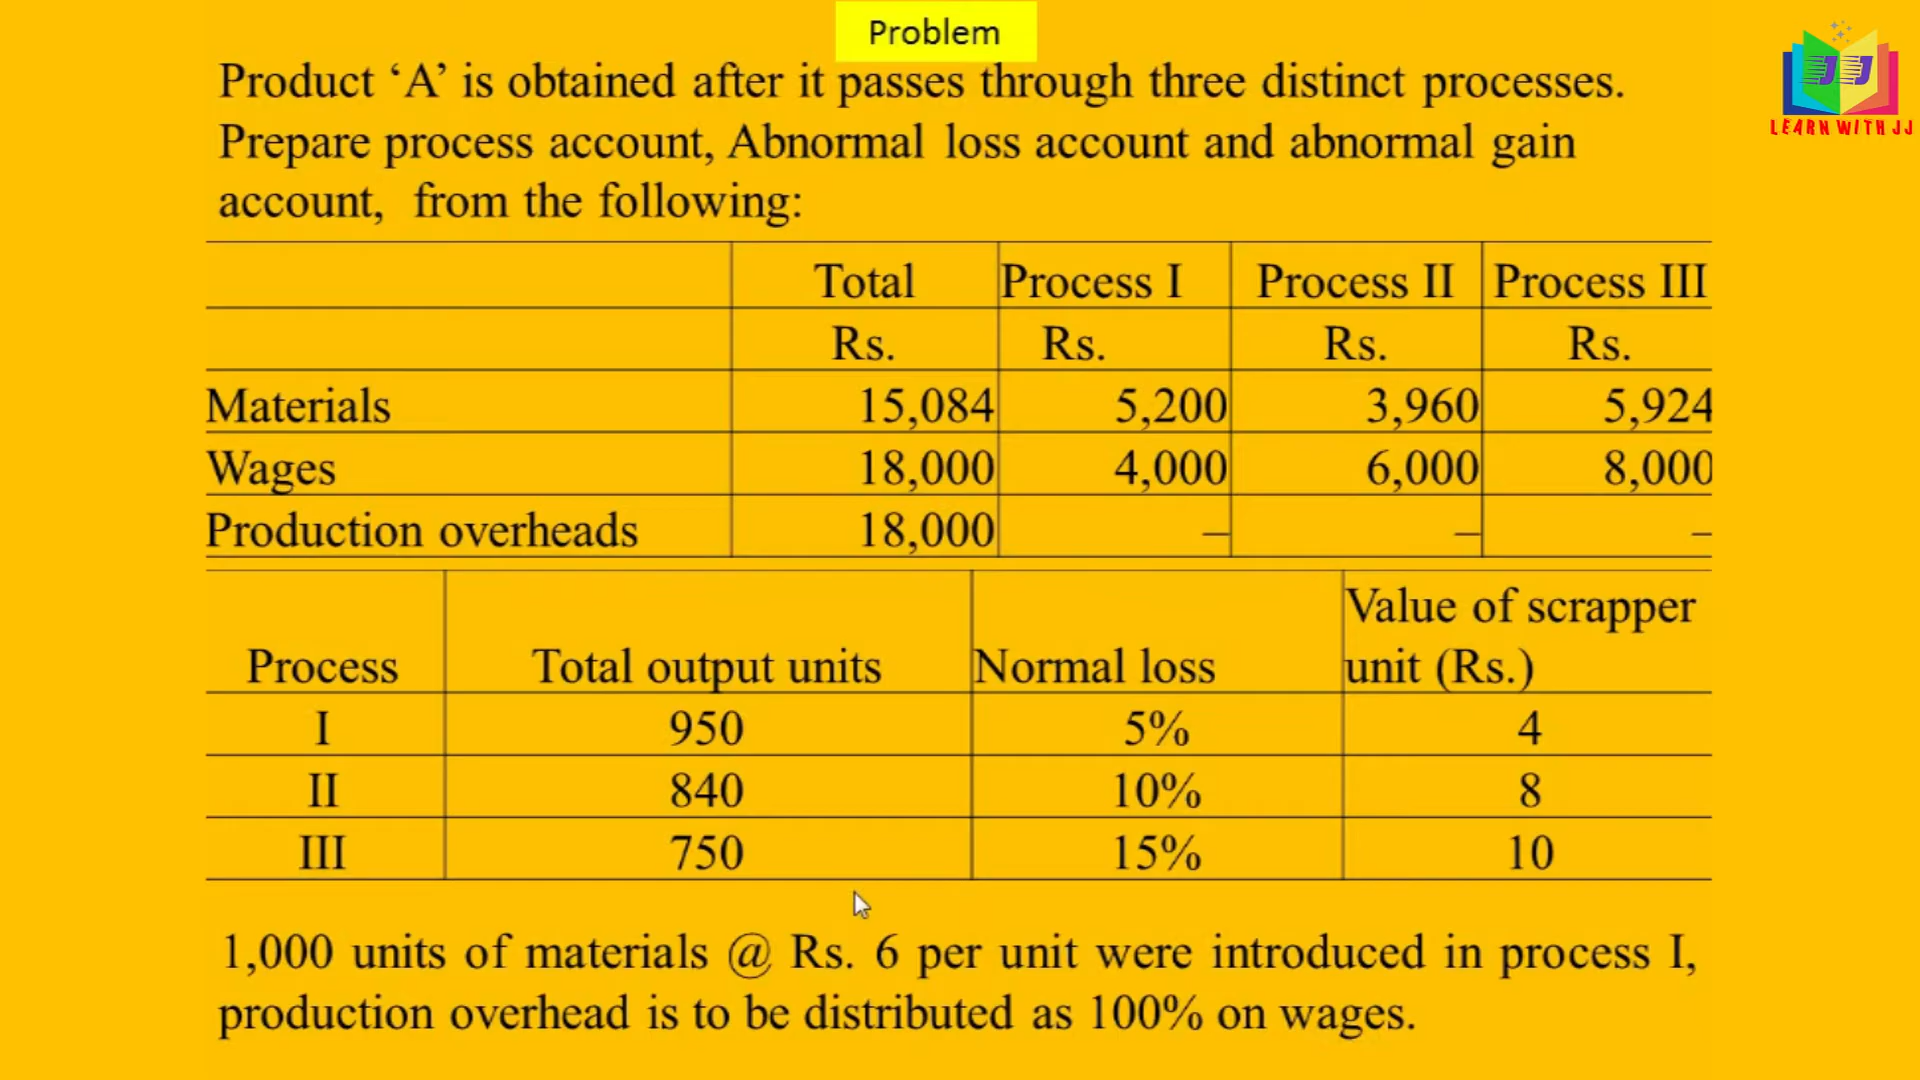 Problem
Product ‘A’ is obtained after it passes through three distinct processes.
Prepare process account, Abnormal loss account and abnormal gain
account, from the following:
Total Process I Process II Process III
Rs. Rs. Rs. Rs.
Materials 15,084 5,200 3,960 5,924
Wages 18,000 4,000 6,000 8,000
Production overheads 18,000 – – –
Value of scrapper
Process Total output units Normal loss unit (Rs.)
I 950 5% 4
II 840 10% 8
III 750 15% 10
1,000 units of materials @ Rs. 6 per unit were introduced in process I,
production overhead is to be distributed as 100% on wages.
JJ
LEARN WITH JJ